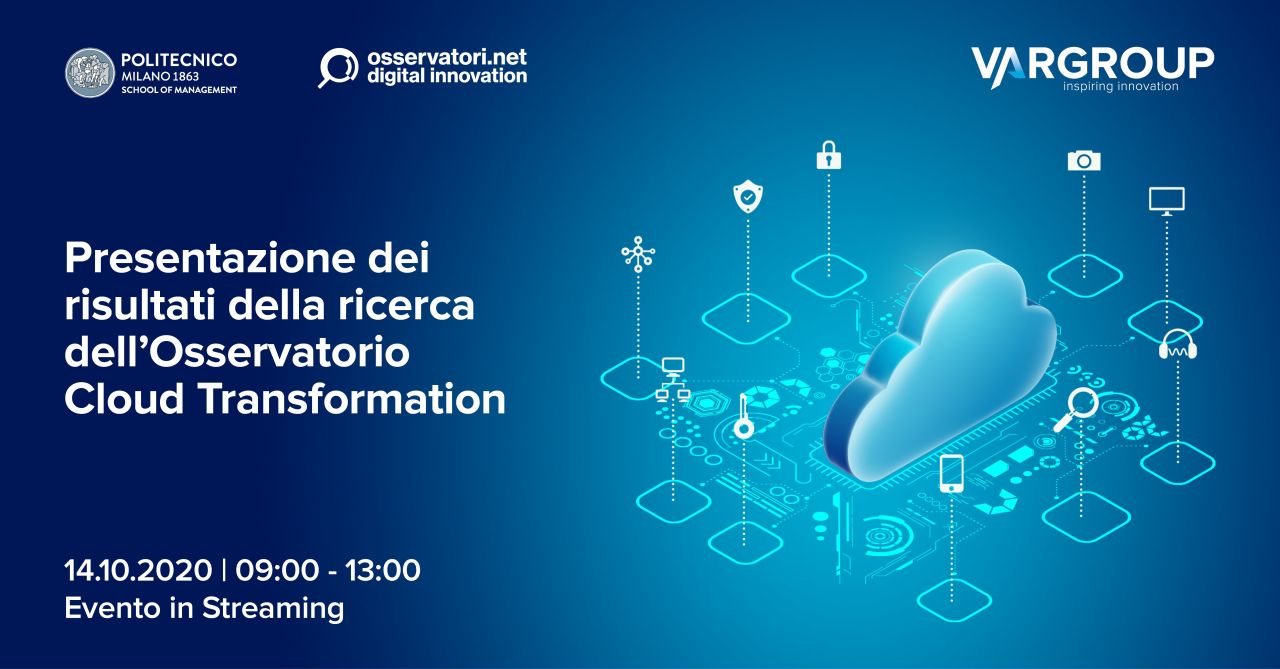 POLITECNICO
MILANO 1863
SCHOOL OF MANAGEMENT
osservatori.net
digital innovation
VARGROUP
inspiring innovation
Presentazione dei
risultati della ricerca
dell’Osservatorio
Cloud Transformation
14.10.2020 | 09:00 - 13:00
Evento in Streaming